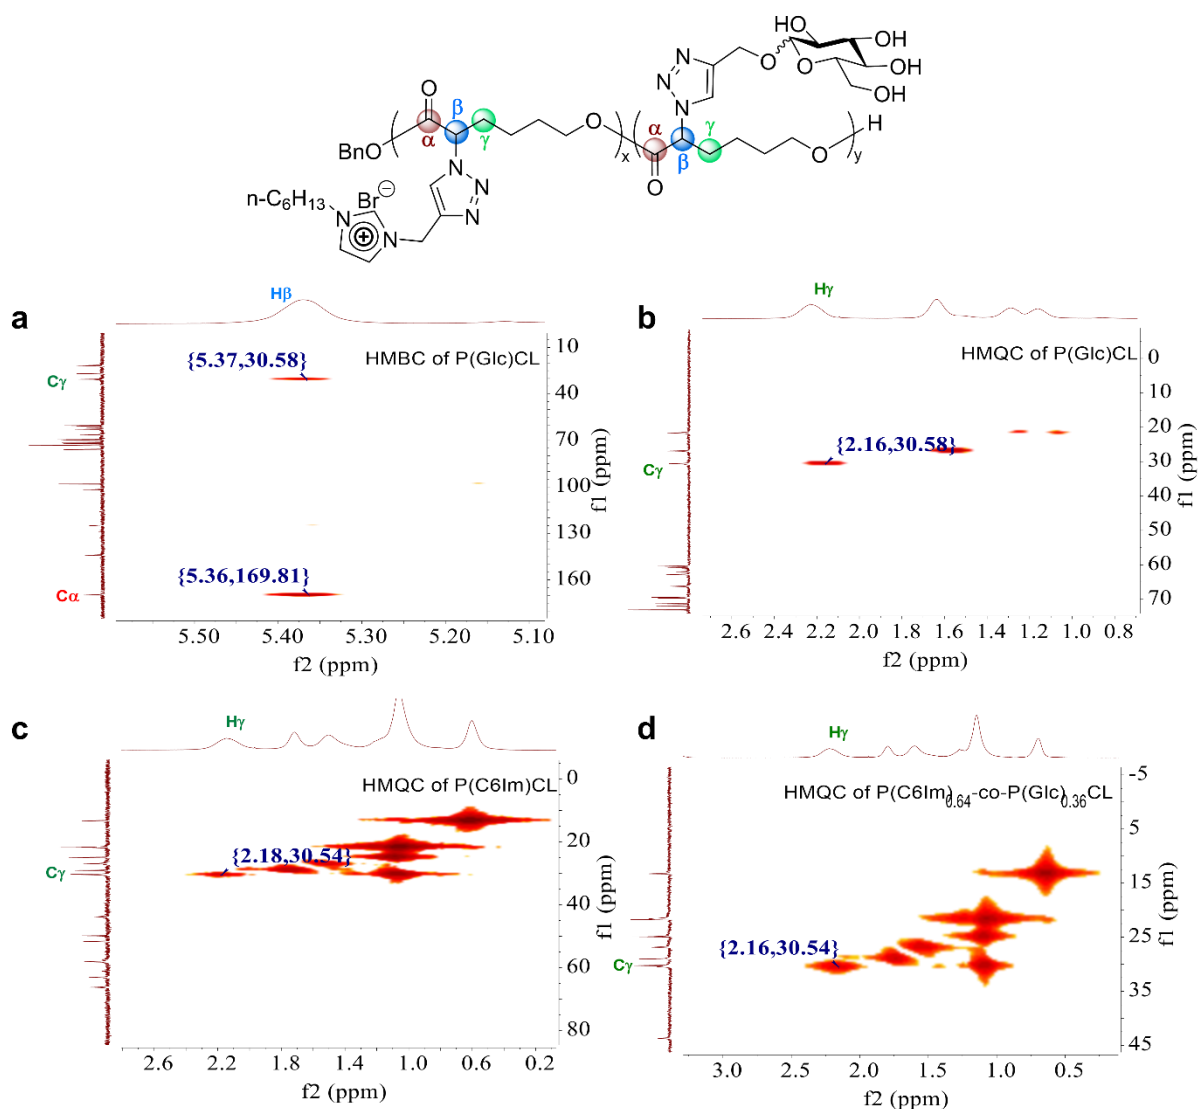 HO
OH
OH
OH
OH
O
O
N
N
N
O
α
β
γ
BnO
O
x
α
β
γ
O
O
y
H
N
N
N
n-C6H13
Br⊖
N
N
⊕
a
Hβ
HMBC of P(Glc)CL
{5.37,30.58}
{5.36,169.81}
Cγ
Cα
10
40
70
100
130
160
f1 (ppm)
5.50 5.40 5.30 5.20 5.10
f2 (ppm)
b
Hγ
HMQC of P(Glc)CL
{2.16,30.58}
Cγ
0
10
20
30
40
50
60
70
f1 (ppm)
2.6 2.4 2.2 2.0 1.8 1.6 1.4 1.2 1.0 0.8
f2 (ppm)
c
Hγ
HMQC of P(C6Im)CL
{2.18,30.54}
Cγ
0
20
40
60
80
f1 (ppm)
2.6 2.2 1.8 1.4 1.0 0.6 0.2
f2 (ppm)
d
Hγ
HMQC of P(C6Im)0.64-co-P(Glc)0.36CL
{2.16,30.54}
Cγ
-5
5
15
25
35
45
f1 (ppm)
3.0 2.5 2.0 1.5 1.0 0.5
f2 (ppm)